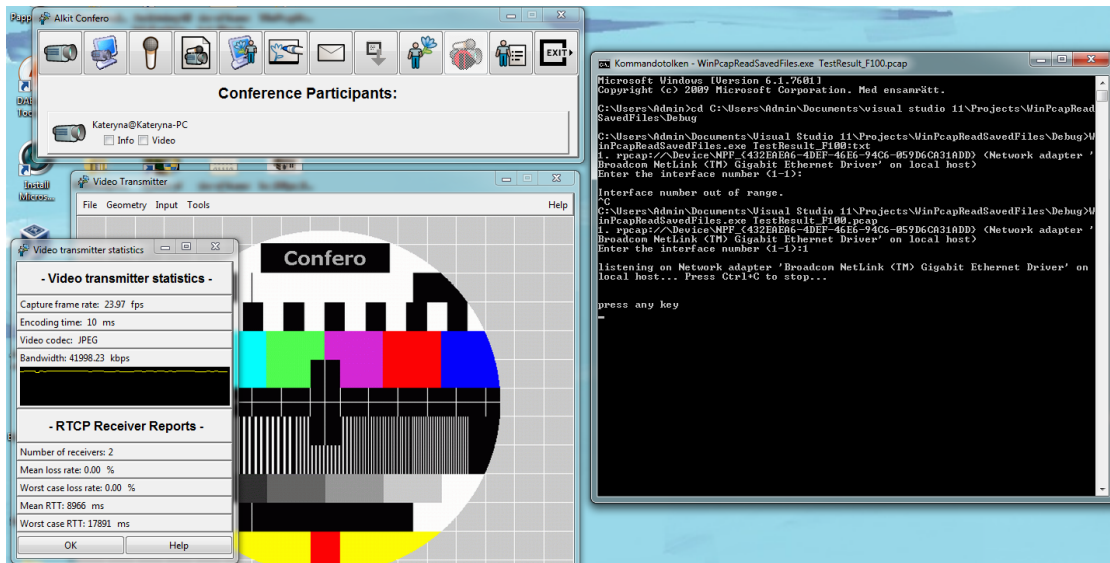 Papp
Alkit Confero
EXIT
Conference Participants:
Kateryna@Kateryna-PC
Info Video
Install
Micros...
Video Transmitter
File Geometry Input Tools Help
Confero
Video transmitter statistics
- Video transmitter statistics -
Capture frame rate: 23.97 fps
Encoding time: 10 ms
Video codec: JPEG
Bandwidth: 41998.23 kbps
- RTCP Receiver Reports -
Number of receivers: 2
Mean loss rate: 0.00 %
Worst case loss rate: 0.00 %
Mean RTT: 8966 ms
Worst case RTT: 17891 ms
OK Help
Kommandotolken - WinPcapReadSavedFiles.exe TestResult_F100.pcap
Microsoft Windows [Version 6.1.7601]
Copyright (c) 2009 Microsoft Corporation. Med ensamrätt.
C:\Users\Admin>cd C:\Users\Admin\Documents\visual studio 11\Projects\WinPcapRead
SavedFiles\Debug
C:\Users\Admin\Documents\Visual Studio 11\Projects\WinPcapReadSavedFiles\Debug>W
inPcapReadSavedFiles.exe TestResult_F100:txt
1. rpcap://\Device\NPF_{432EAEA6-4DEF-46E6-94C6-059D6CA31ADD} (Network adapter '
Broadcom NetLink (TM) Gigabit Ethernet Driver' on local host)
Enter the interface number (1-1):
Interface number out of range.
^C
C:\Users\Admin\Documents\Visual Studio 11\Projects\WinPcapReadSavedFiles\Debug>W
inPcapReadSavedFiles.exe TestResult_F100.pcap
1. rpcap://\Device\NPF_{432EAEA6-4DEF-46E6-94C6-059D6CA31ADD} (Network adapter '
Broadcom NetLink (TM) Gigabit Ethernet Driver' on local host)
Enter the interface number (1-1):1
listening on Network adapter 'Broadcom NetLink (TM) Gigabit Ethernet Driver' on
local host... Press Ctrl+C to stop...
press any key